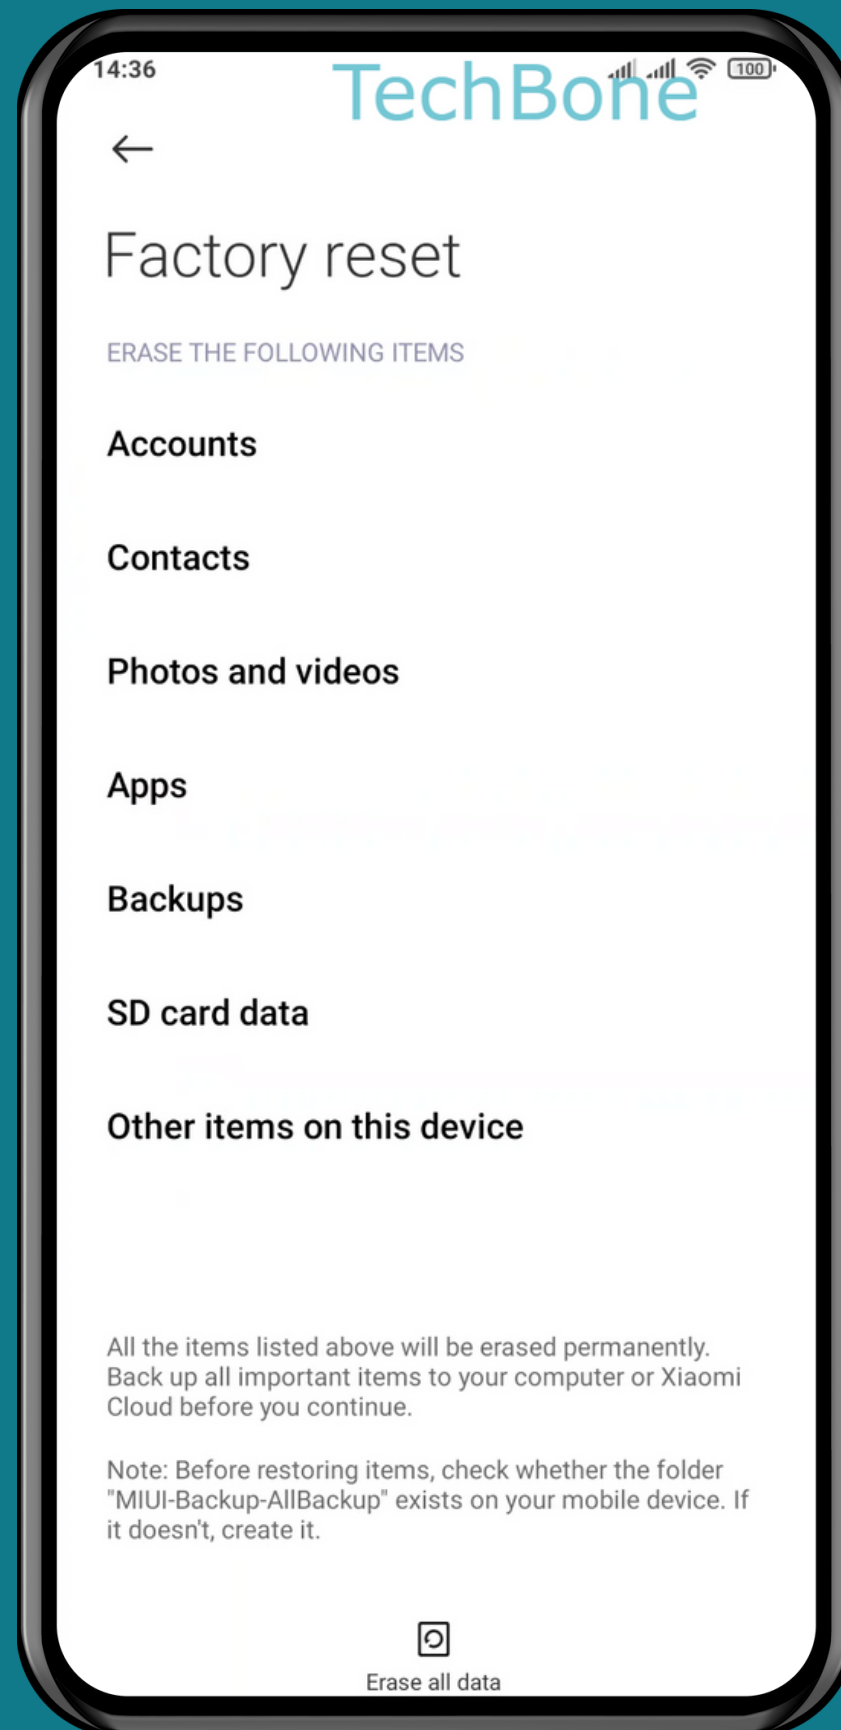 14:36
TechBone
100
Factory reset
ERASE THE FOLLOWING ITEMS
Accounts
Contacts
Photos and videos
Apps
Backups
SD card data
Other items on this device
All the items listed above will be erased permanently.
Back up all important items to your computer or Xiaomi
Cloud before you continue.
Note: Before restoring items, check whether the folder
"MIUI-Backup-AllBackup" exists on your mobile device. If
it doesn't, create it.
Erase all data